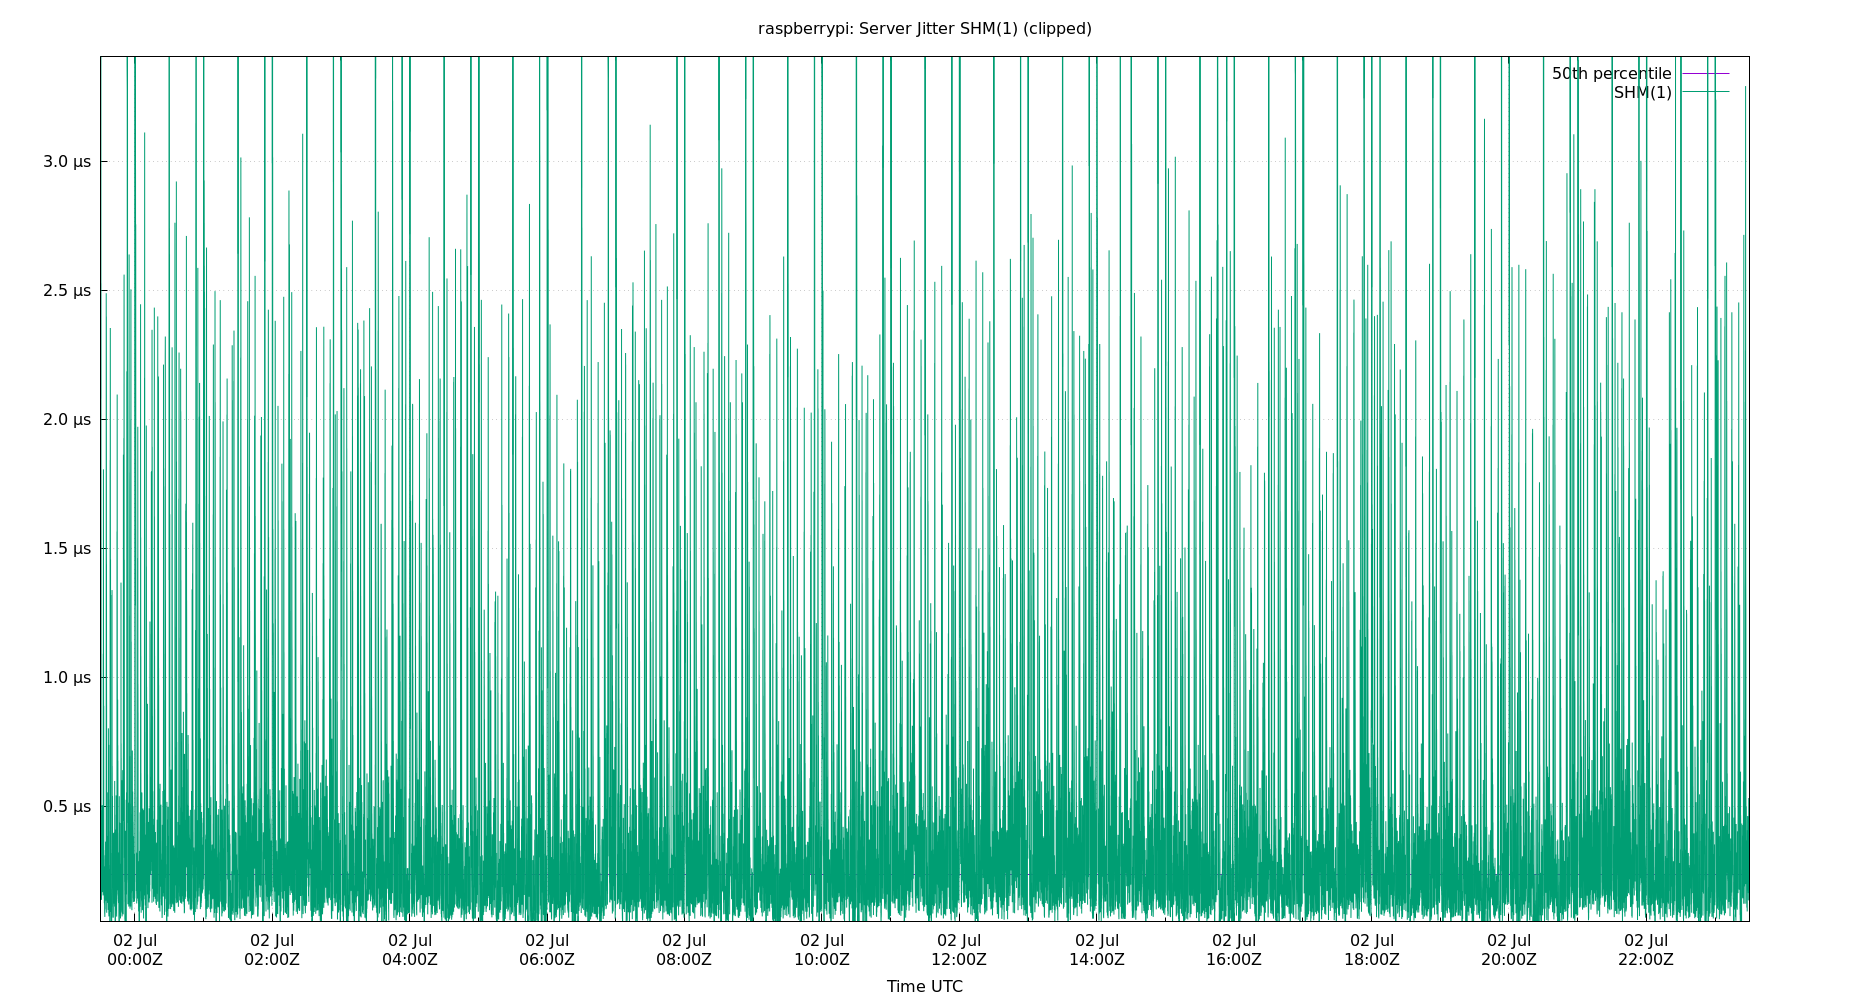 raspberrypi: Server Jitter SHM(1) (clipped)
50th percentile
SHM(1)
3.0 µs
2.5 µs
2.0 µs
1.5 µs
1.0 µs
0.5 µs
02 Jul 02 Jul 02 Jul 02 Jul 02 Jul 02 Jul 02 Jul 02 Jul 02 Jul 02 Jul 02 Jul 02 Jul
00:00Z 02:00Z 04:00Z 06:00Z 08:00Z 10:00Z 12:00Z 14:00Z 16:00Z 18:00Z 20:00Z 22:00Z
Time UTC